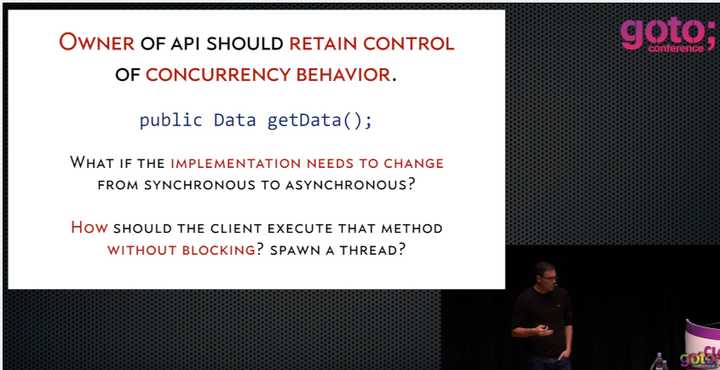 OWNER OF API SHOULD RETAIN CONTROL
OF CONCURRENCY BEHAVIOR.
public Data getData();
WHAT IF THE IMPLEMENTATION NEEDS TO CHANGE
FROM SYNCHRONOUS TO ASYNCHRONOUS?
HOW SHOULD THE CLIENT EXECUTE THAT METHOD
WITHOUT BLOCKING? SPAWN A THREAD?
goto;
conference
goto;